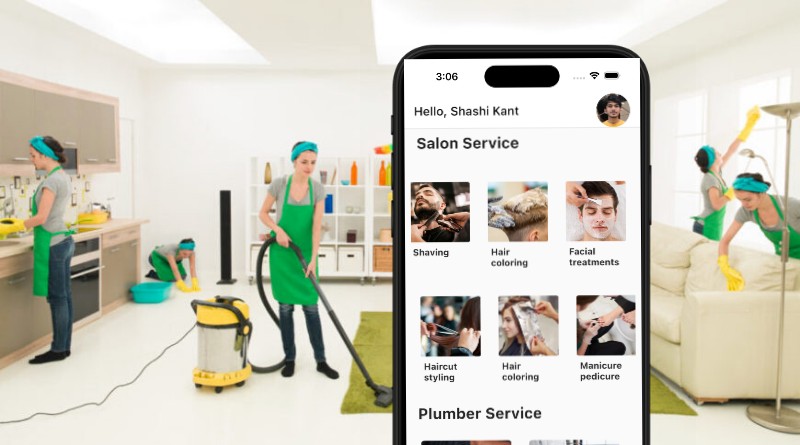 3:06
Hello, Shashi Kant
Salon Service
Shaving
Hair
coloring
Facial
treatments
Haircut
styling
Hair
coloring
Manicure
pedicure
Plumber Service